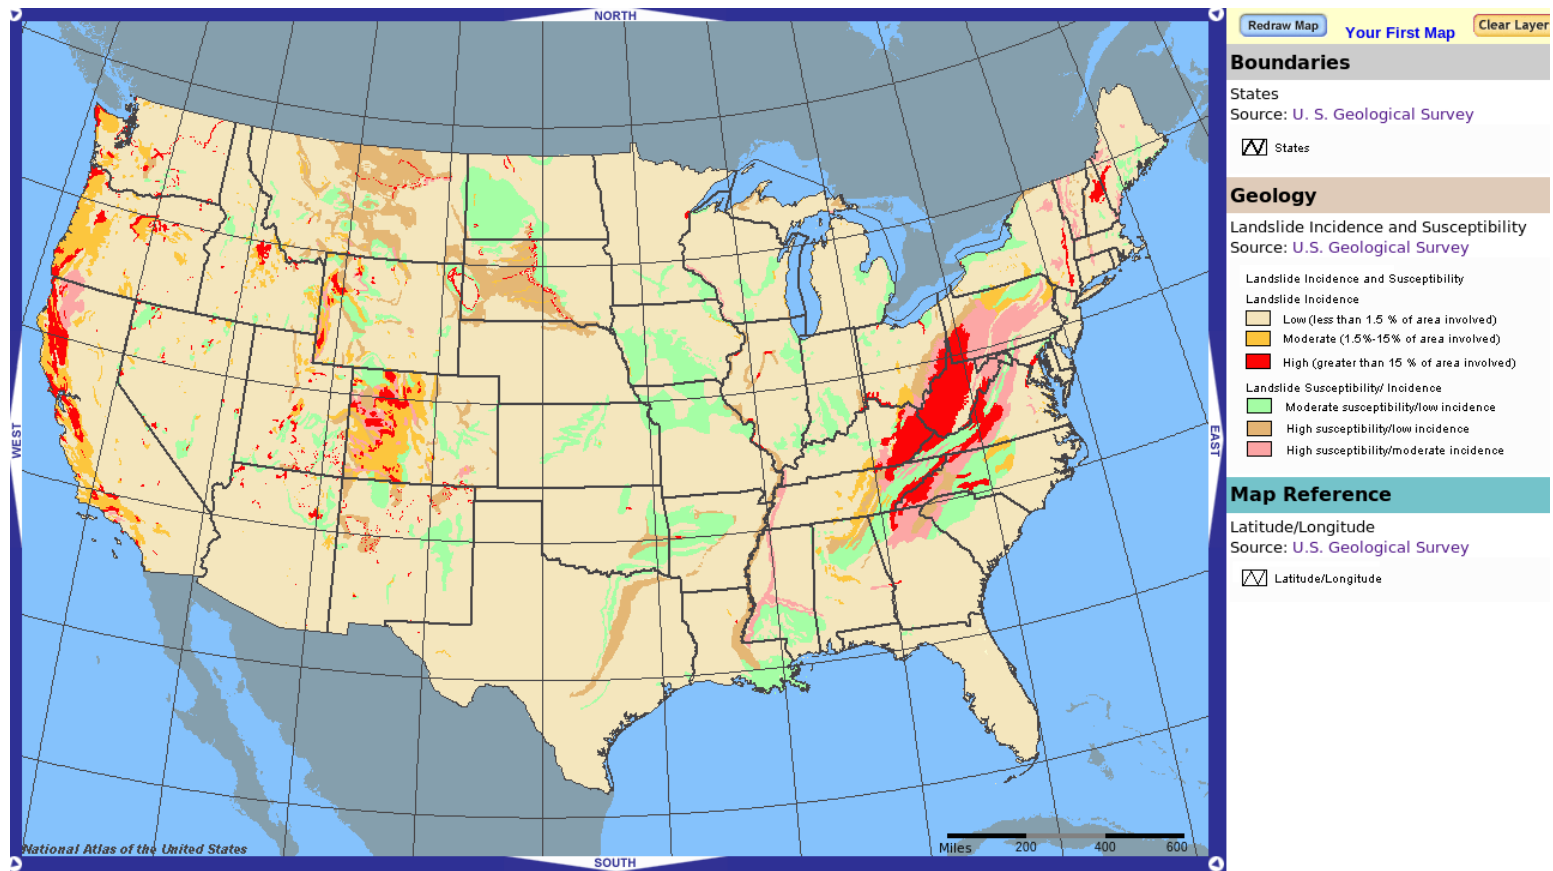 NORTH
WEST
EAST
SOUTH
National Atlas of the United States
Miles 200 400 600
Redraw Map Your First Map Clear Layer
Boundaries
States
Source: U. S. Geological Survey
States
Geology
Landslide Incidence and Susceptibility
Source: U.S. Geological Survey
Landslide Incidence and Susceptibility
Landslide Incidence
Low (less than 1.5 % of area involved)
Moderate (1.5%-15% of area involved)
High (greater than 15 % of area involved)
Landslide Susceptibility/ Incidence
Moderate susceptibility/low incidence
High susceptibility/low incidence
High susceptibility/moderate incidence
Map Reference
Latitude/Longitude
Source: U.S. Geological Survey
Latitude/Longitude